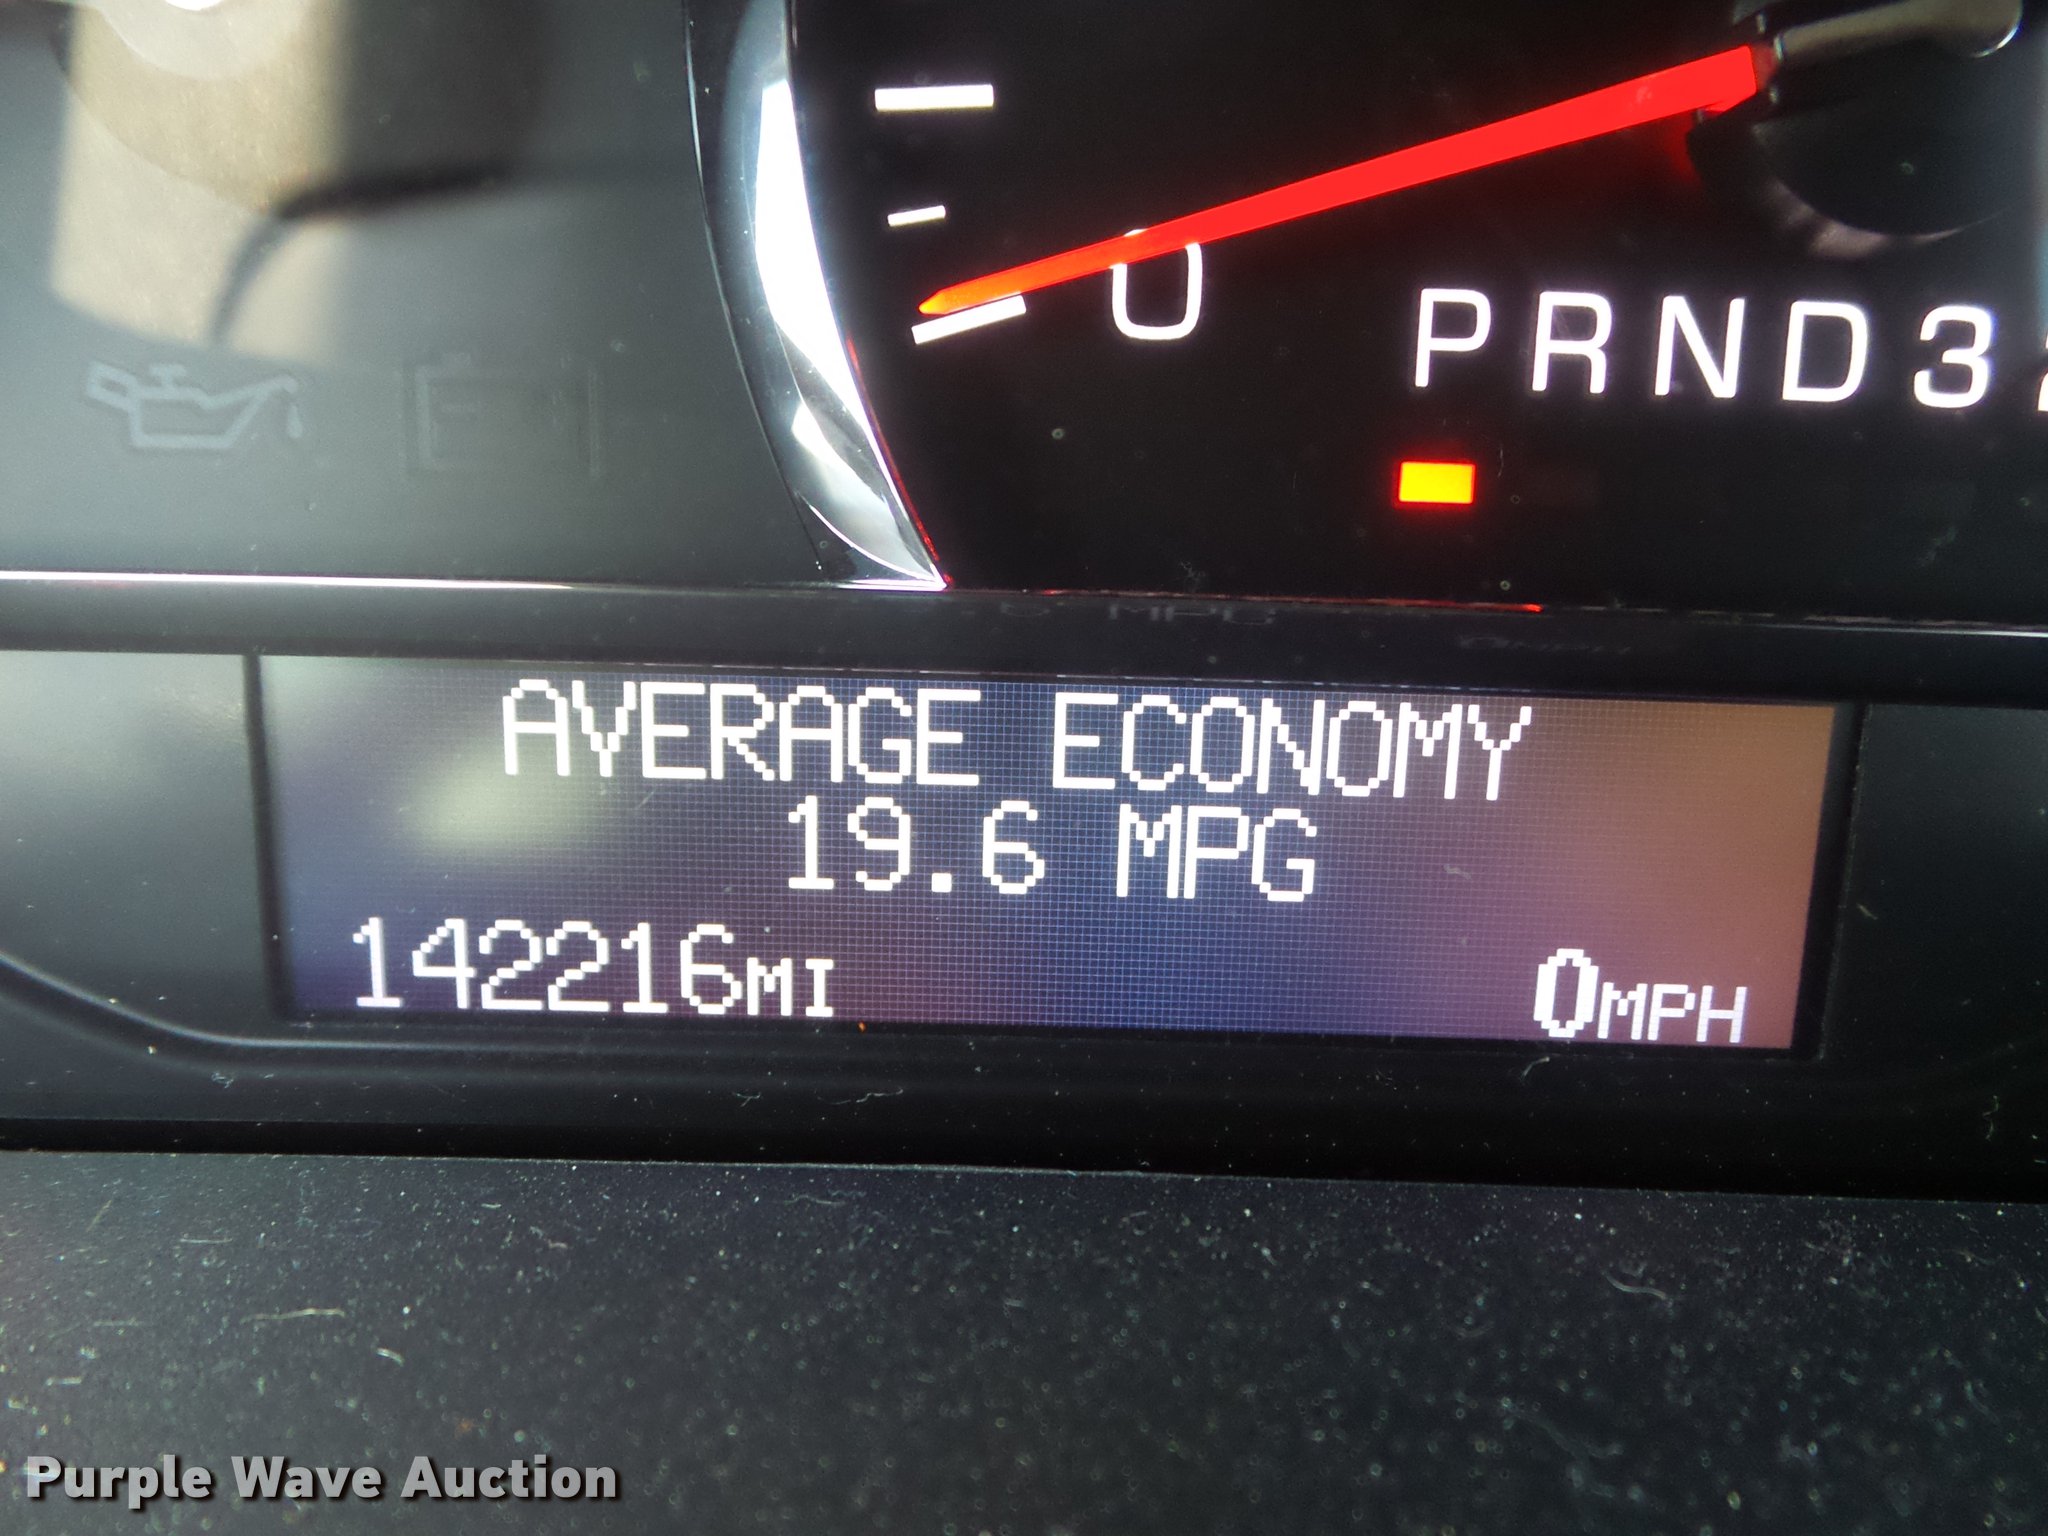 0
PRND3
AVERAGE ECONOMY
19.6 MPG
142216MI
0MPH
Purple Wave Auction